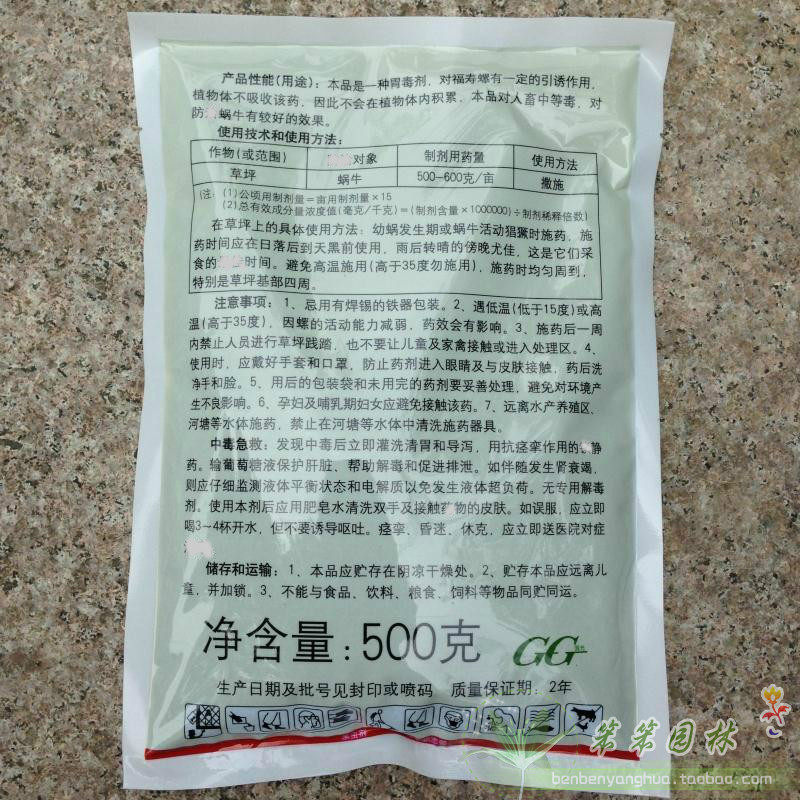 产品性能(用途): 本品是一种胃毒剂，对福寿螺有一定的引诱作用，
植物体不吸收该药，因此不会在植物体内积累，本品对人畜中等毒，对
防 蜗牛有较好的效果。
使用技术和使用方法:
作物(或范围) 对象 制剂用药量 使用方法
草坪 蜗牛 500-600克/亩 撒施
(注: (1)公顷用制剂量=亩用制剂量×15
(2)总有效成分量浓度值(毫克/千克)=(制剂含量×1000000)÷制剂稀释倍数)
在草坪上的具体使用方法: 幼蜗发生期或蜗牛活动猖獗时施药，施
药时间应在日落后到天黑前使用，雨后转晴的傍晚尤佳，这是它们采
食的 时间。避免高温施用(高于35度勿施用)，施药时均匀周到，
特别是草坪基部四周。
注意事项: 1、忌用有焊锡的铁器包装。2、遇低温(低于15度)或高
温(高于35度)，因螺的活动能力减弱，药效会有影响。3、施药后一周
内禁止人员进行草坪践踏，也不要让儿童及家禽接触或进入处理区。4、
使用时，应戴好手套和口罩，防止药剂进入眼睛及与皮肤接触，药后洗
净手和脸。5、用后的包装袋和未用完的药剂要妥善处理，避免对环境产
生不良影响。6、孕妇及哺乳期妇女应避免接触该药。7、远离水产养殖区、
河塘等水体施药，禁止在河塘等水体中清洗施药器具。
中毒急救: 发现中毒后立即灌洗清胃和导泻，用抗痉挛作用的 静
药。输葡萄糖液保护肝脏、帮助解毒和促进排泄。如伴随发生肾衰竭，
则应仔细监测液体平衡状态和电解质以免发生液体超负荷。无专用解毒
剂。使用本剂后应用肥皂水清洗双手及接触药物的皮肤。如误服，应立即
喝3-4杯开水，但不要诱导呕吐。痉挛、昏迷、休克，应立即送医院对症
储存和运输: 1、本品应贮存在阴凉干燥处。2、贮存本品应远离儿
童，并加锁。3、不能与食品、饮料、粮食、饲料等物品同贮同运。
净含量: 500克 GG
生产日期及批号见封印或喷码 质量保证期: 2年
杀虫剂
笨笨园林
benbenyanghua.taobao.com